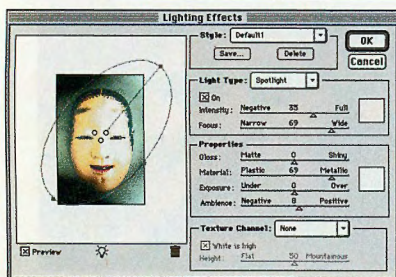 Lighting Effects
Style: Default1
Save... Delete
OK
Cancel
Light Type: Spotlight
On
Intensity: Negative 35 Full
Focus: Narrow 69 Wide
Properties
Gloss: Matte 0 Shiny
Material: Plastic 69 Metallic
Exposure: Under 0 Over
Ambience: Negative 8 Positive
Texture Channel: None
White is high
Height: Flat 50 Mountainous
Preview